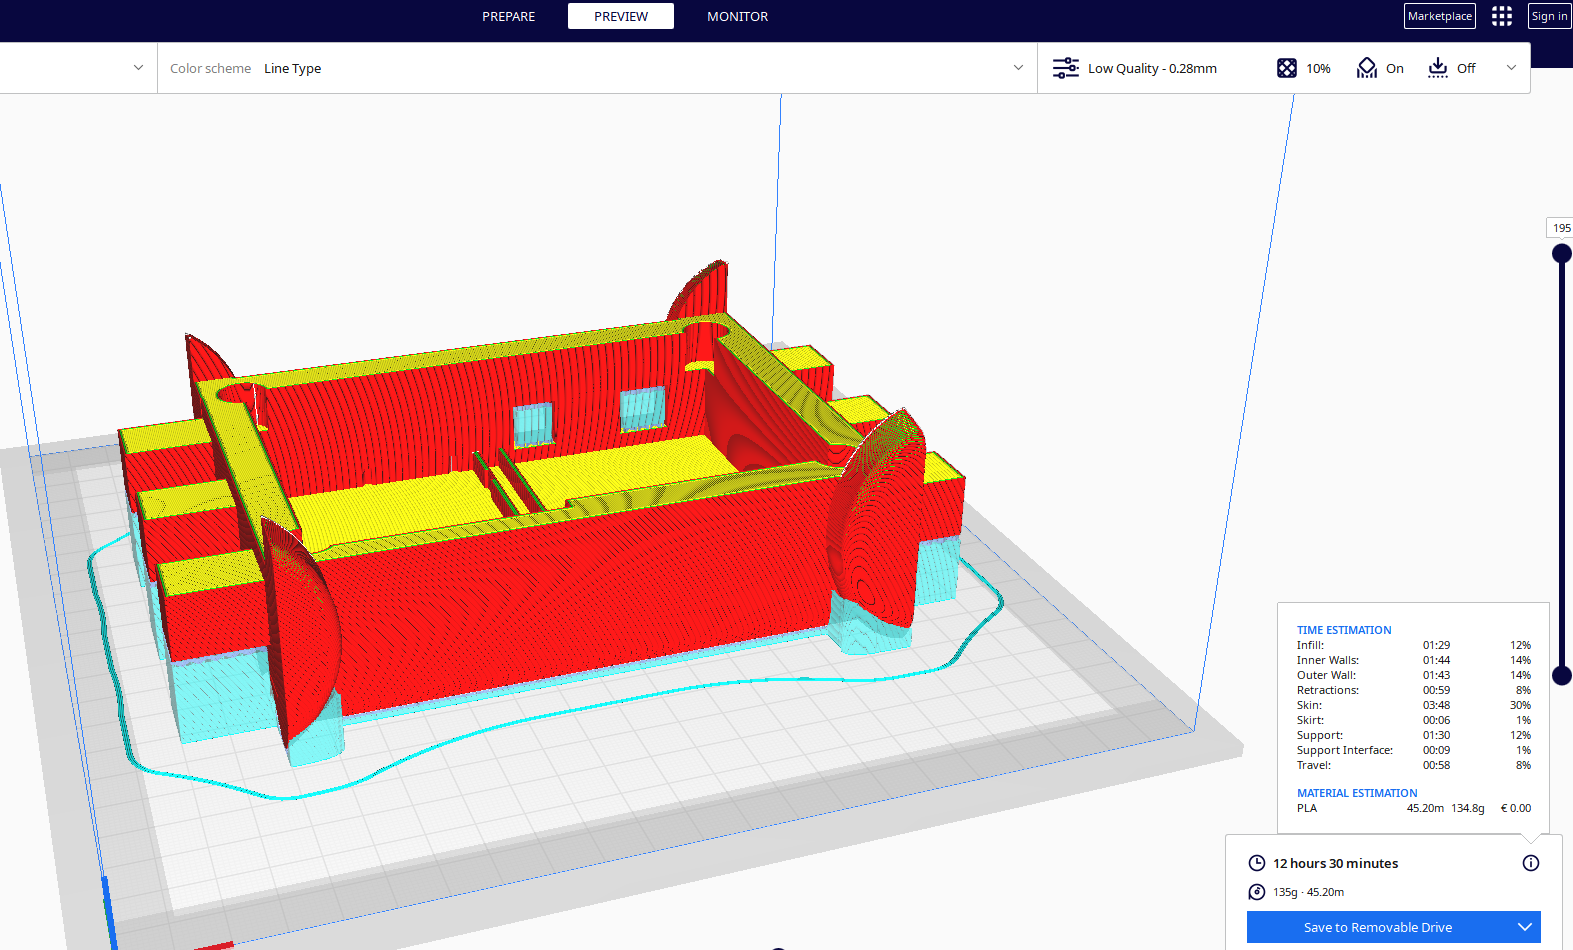 PREPARE PREVIEW MONITOR Marketplace Sign in
Color scheme Line Type Low Quality - 0.28mm 10% On Off
195
TIME ESTIMATION
Infill: 01:29 12%
Inner Walls: 01:44 14%
Outer Wall: 01:43 14%
Retractions: 00:59 8%
Skin: 03:48 30%
Skirt: 00:06 1%
Support: 01:30 12%
Support Interface: 00:09 1%
Travel: 00:58 8%
MATERIAL ESTIMATION
PLA 45.20m 134.8g € 0.00
12 hours 30 minutes
135g · 45.20m
Save to Removable Drive